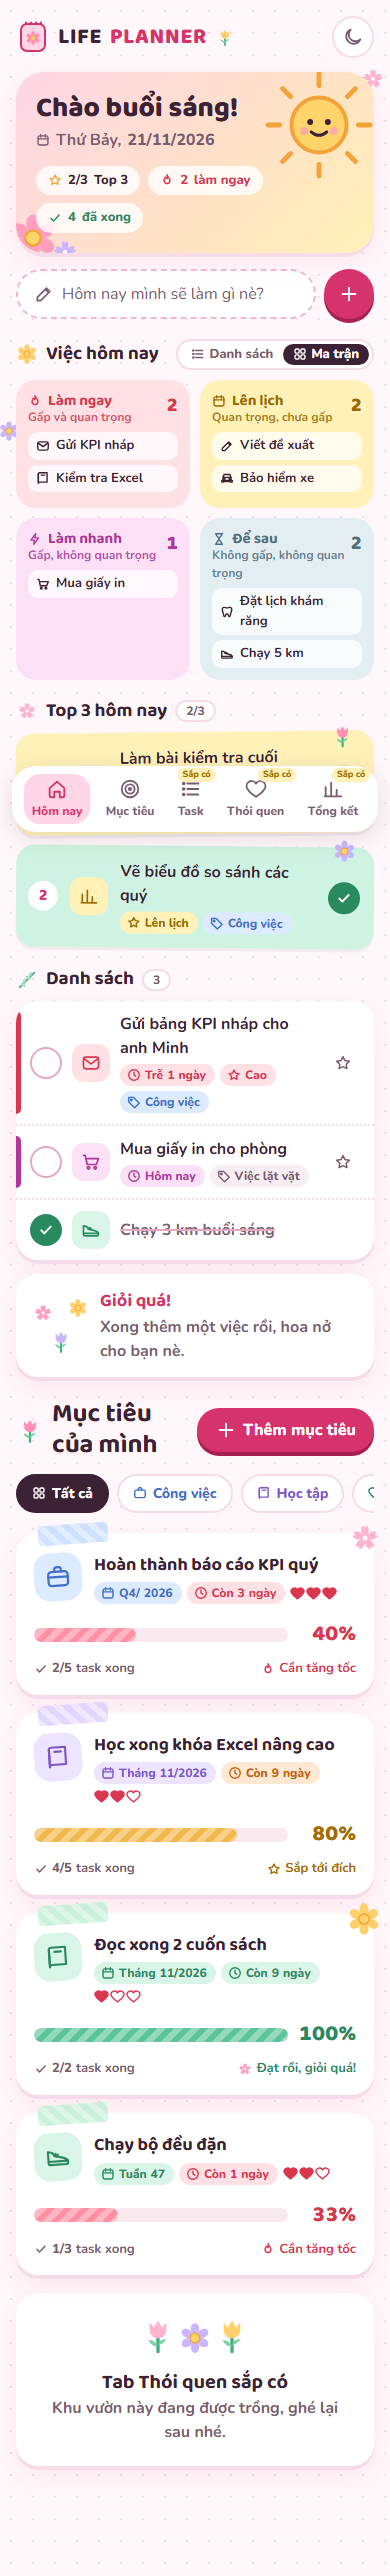 LIFE PLANNER
Chào buổi sáng!
Thứ Bảy, 21/11/2026
2/3 Top 3
2 làm ngay
4 đã xong
Hôm nay mình sẽ làm gì nè?
Việc hôm nay
Danh sách
Ma trận
Làm ngay
2
Gấp và quan trọng
Gửi KPI nháp
Kiểm tra Excel
Lên lịch
2
Quan trọng, chưa gấp
Viết đề xuất
Bảo hiểm xe
Làm nhanh
1
Gấp, không quan trọng
Mua giấy in
Để sau
2
Không gấp, không quan
trọng
Đặt lịch khám
răng
Chạy 5 km
Top 3 hôm nay
2/3
Làm bài kiểm tra cuối
Hôm nay
Mục tiêu
Sắp có
Task
Sắp có
Thói quen
Sắp có
Tổng kết
2
Vẽ biểu đồ so sánh các
quý
Lên lịch
Công việc
Danh sách
3
Gửi bảng KPI nháp cho
anh Minh
Trễ 1 ngày
Cao
Công việc
Mua giấy in cho phòng
Hôm nay
Việc lặt vặt
Chạy 3 km buổi sáng
Giỏi quá!
Xong thêm một việc rồi, hoa nở
cho bạn nè.
Mục tiêu
của mình
Thêm mục tiêu
Tất cả
Công việc
Học tập
Hoàn thành báo cáo KPI quý
Q4/ 2026
Còn 3 ngày
40%
2/5 task xong
Cần tăng tốc
Học xong khóa Excel nâng cao
Tháng 11/2026
Còn 9 ngày
80%
4/5 task xong
Sắp tới đích
Đọc xong 2 cuốn sách
Tháng 11/2026
Còn 9 ngày
100%
2/2 task xong
Đạt rồi, giỏi quá!
Chạy bộ đều đặn
Tuần 47
Còn 1 ngày
33%
1/3 task xong
Cần tăng tốc
Tab Thói quen sắp có
Khu vườn này đang được trồng, ghé lại
sau nhé.